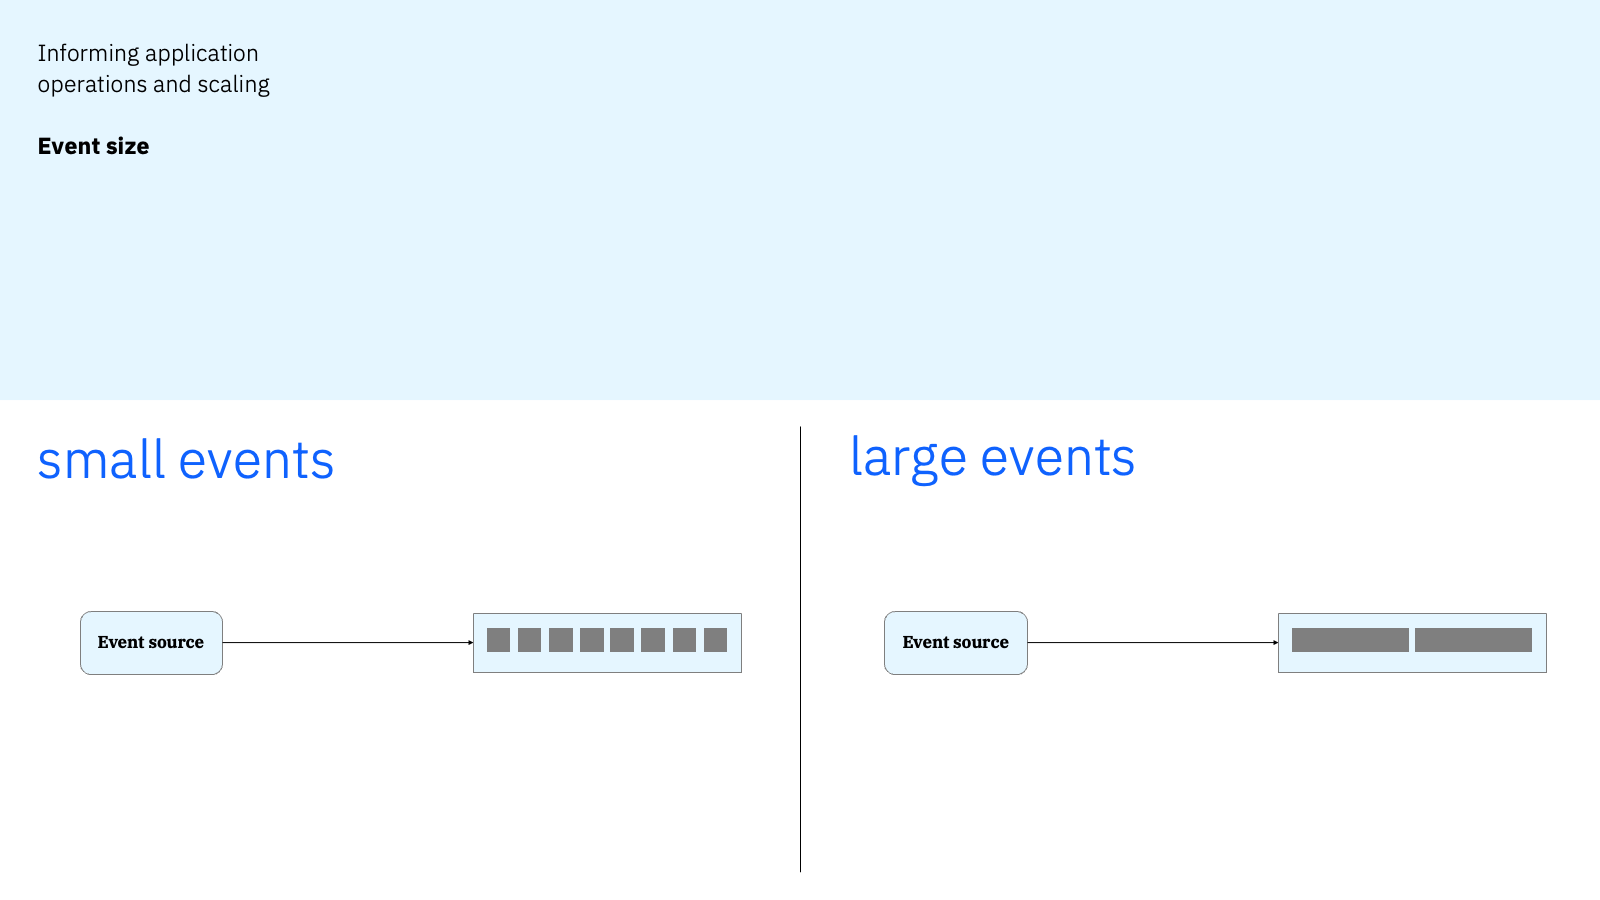 Informing application
operations and scaling
Event size
small events
large events
Event source
Event source